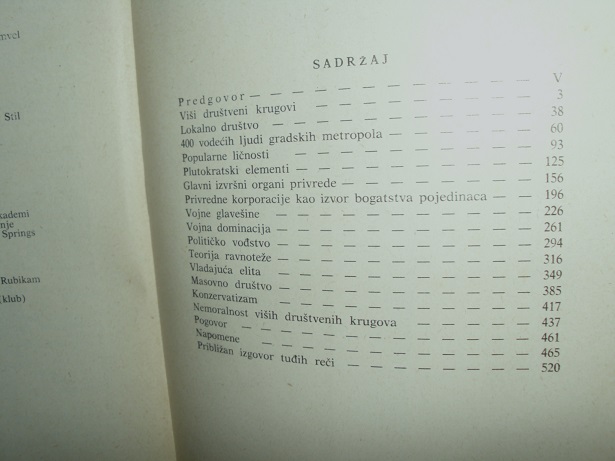 Stil
kademi
nje
Springs
Rubikam
(klub)
SADRŽAJ
Predgovor — — — — — — — — — — — V
Viši društveni krugovi — — — — — — — — 3
Lokalno društvo — — — — — — — — — 38
400 vodećih ljudi gradskih metropola — — — — — 60
Popularne ličnosti — — — — — — — — — 93
Plutokratski elementi — — — — — — — — 125
Glavni izvršni organi privrede — — — — — — — 156
Privredne korporacije kao izvor bogatstva pojedinaca — — 196
Vojne glavešine — — — — — — — — — 226
Vojna dominacija — — — — — — — — — 261
Političko vođstvo — — — — — — — — — 294
Teorija ravnoteže — — — — — — — — — 316
Vladajuća elita — — — — — — — — — 349
Masovno društvo — — — — — — — — — 385
Konzervatizam — — — — — — — — — 417
Nemoralnost viših društvenih krugova — — — — — 437
Pogovor — — — — — — — — — — — 461
Napomene — — — — — — — — — — 465
Približan izgovor tuđih reči — — — — — — — 520